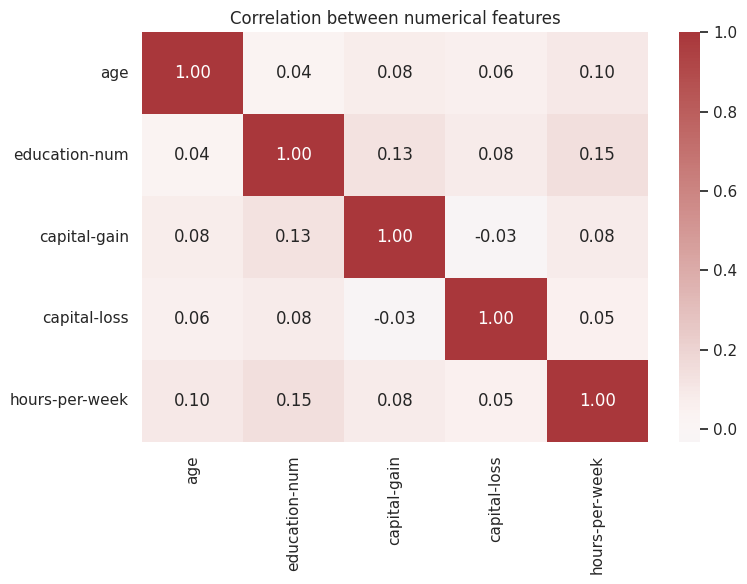 Correlation between numerical features
age 1.00 0.04 0.08 0.06 0.10
education-num 0.04 1.00 0.13 0.08 0.15
capital-gain 0.08 0.13 1.00 -0.03 0.08
capital-loss 0.06 0.08 -0.03 1.00 0.05
hours-per-week 0.10 0.15 0.08 0.05 1.00
age
education-num
capital-gain
capital-loss
hours-per-week
1.0
0.8
0.6
0.4
0.2
0.0